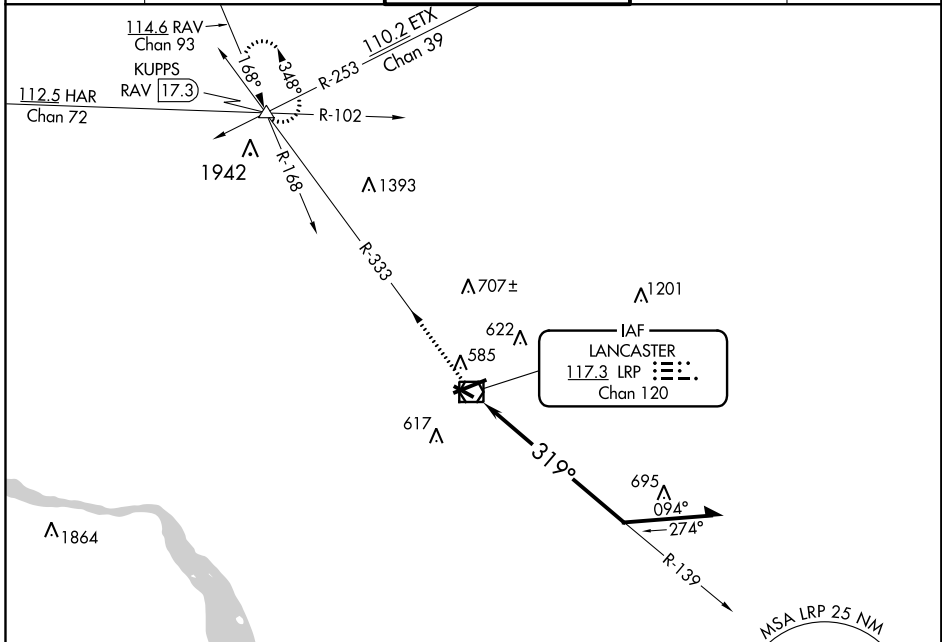 114.6 RAV
Chan 93
110.2 ETX
Chan 39
R-253
168°
348°
KUPPS
RAV 17.3
112.5 HAR
Chan 72
R-102
1942
R-168
1393
R-333
707±
1201
622
585
IAF
LANCASTER
117.3 LRP
Chan 120
617
319°
695
094°
274°
1864
R-139
MSA LRP 25 NM